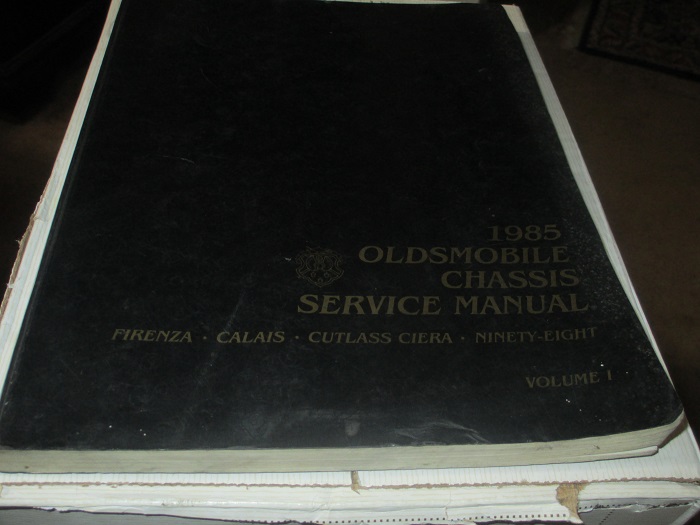 1985
OLDSMOBILE
CHASSIS
SERVICE MANUAL
FIRENZA · CALAIS · CUTLASS CIERA · NINETY-EIGHT
VOLUME I